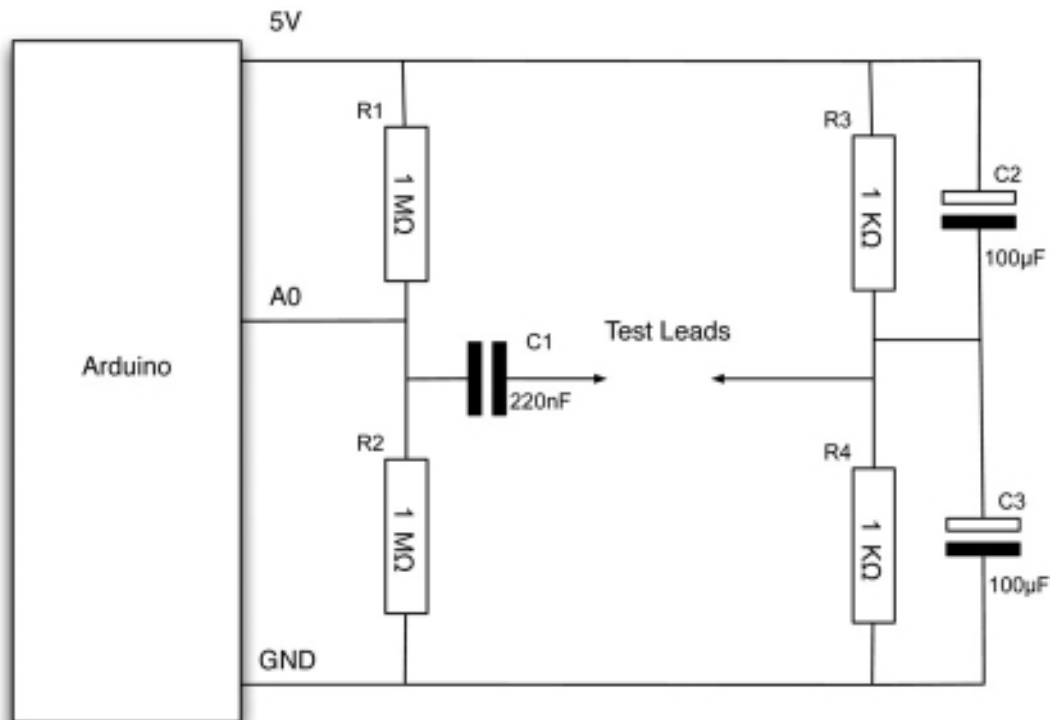 5V
R1
1 MΩ
R3
1 KΩ
C2
100µF
A0
Arduino
C1
220nF
Test Leads
R2
1 MΩ
R4
1 KΩ
C3
100µF
GND